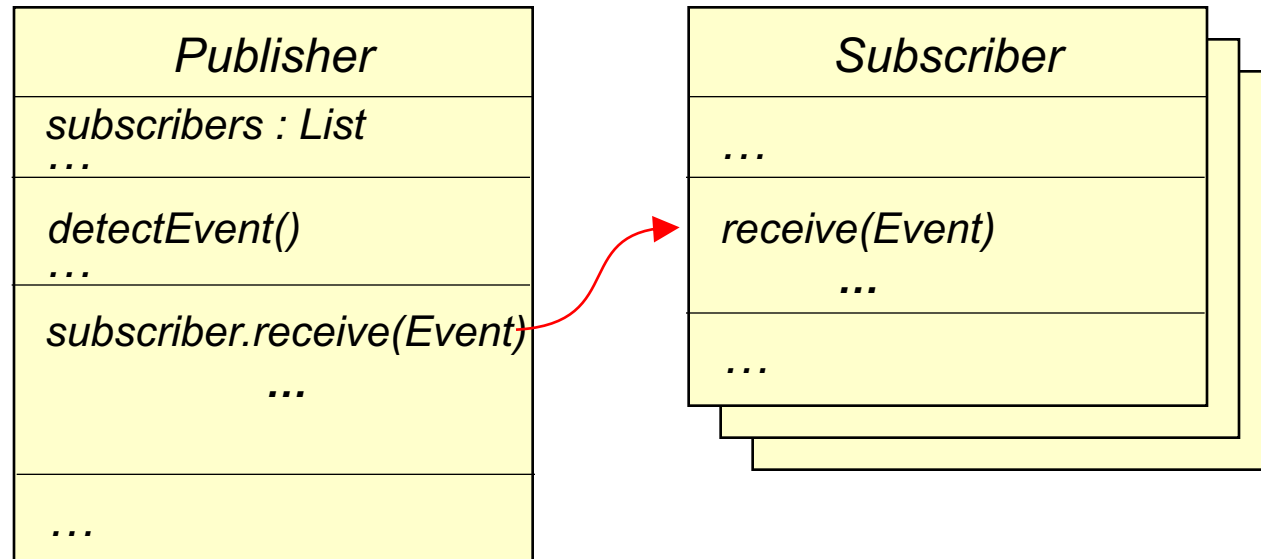 Publisher
subscribers : List
…
detectEvent()
…
subscriber.receive(Event)
…
…
Subscriber
…
receive(Event)
…
…